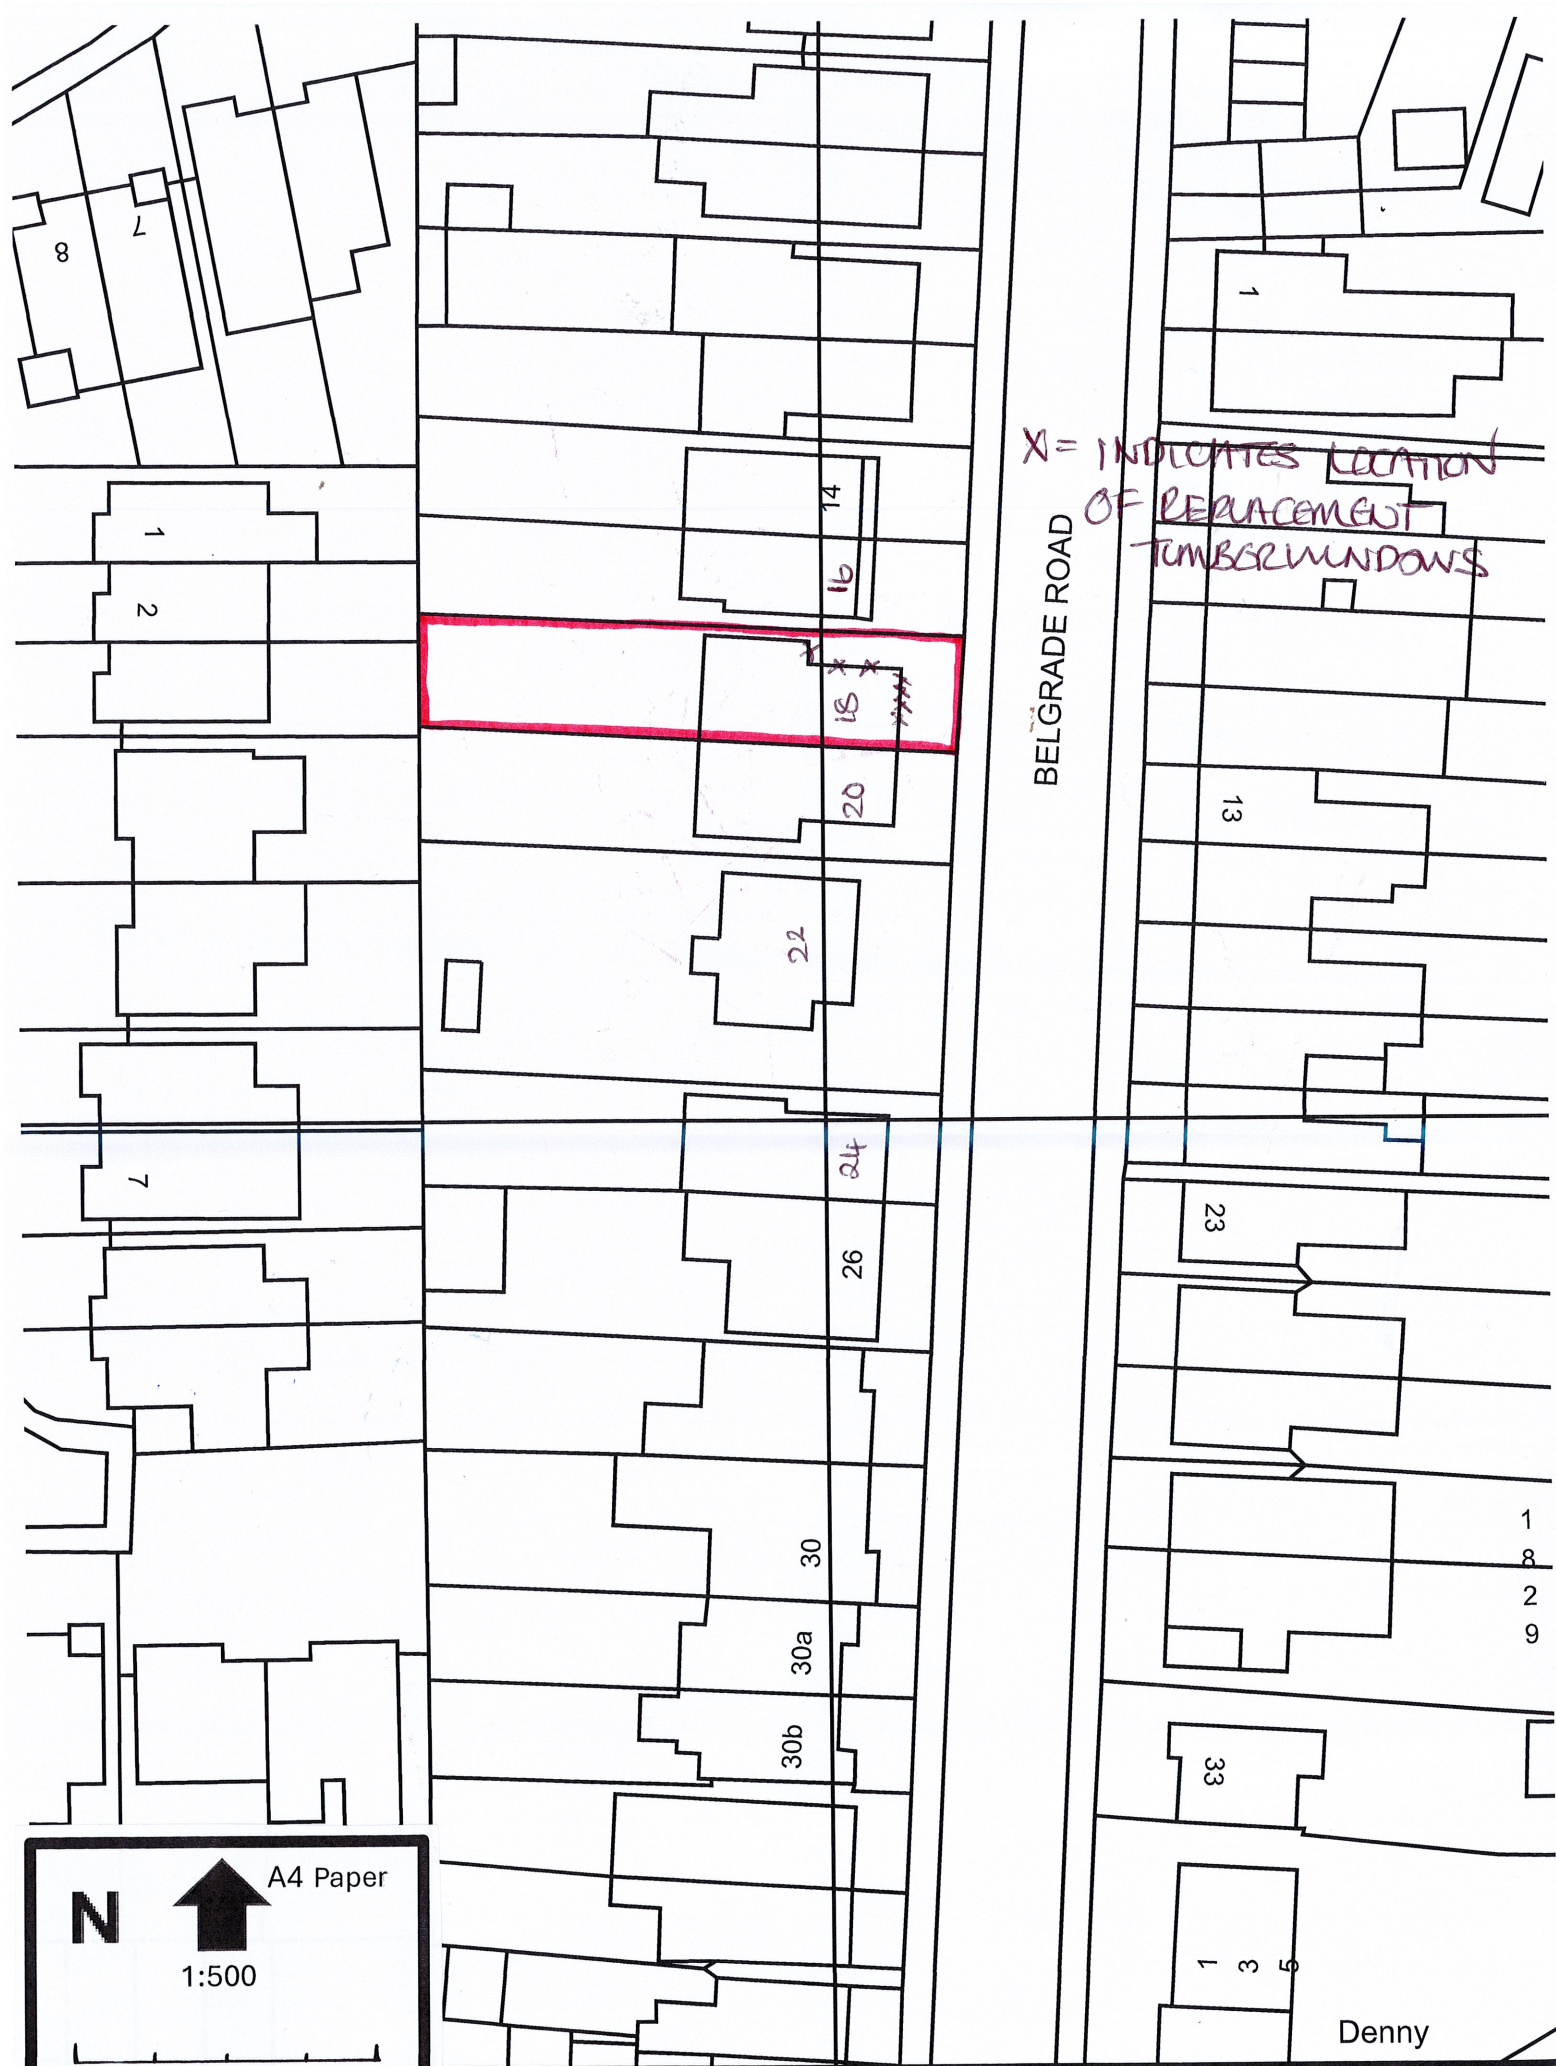 7
8
1
X = INDICATES LOCATION
OF REPLACEMENT
TIMBER WINDOWS
14
1
16
2
BELGRADE ROAD
18
20
13
22
24
7
23
26
1
8
2
9
30
30a
30b
33
N
A4 Paper
1:500
1 3 5
Denny